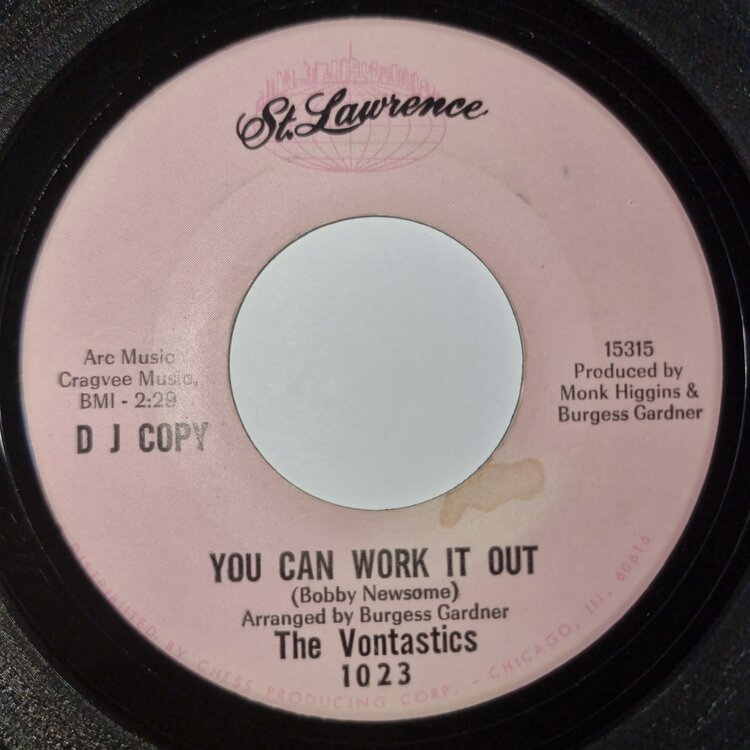 St. Lawrence
Arc Music
Cragvee Music,
BMI - 2:29
D J COPY
15315
Produced by
Monk Higgins &
Burgess Gardner
YOU CAN WORK IT OUT
(Bobby Newsome)
Arranged by Burgess Gardner
The Vontastics
1023
DISTRIBUTED BY CHESS PRODUCING CORP. - CHICAGO, Ill. 60616